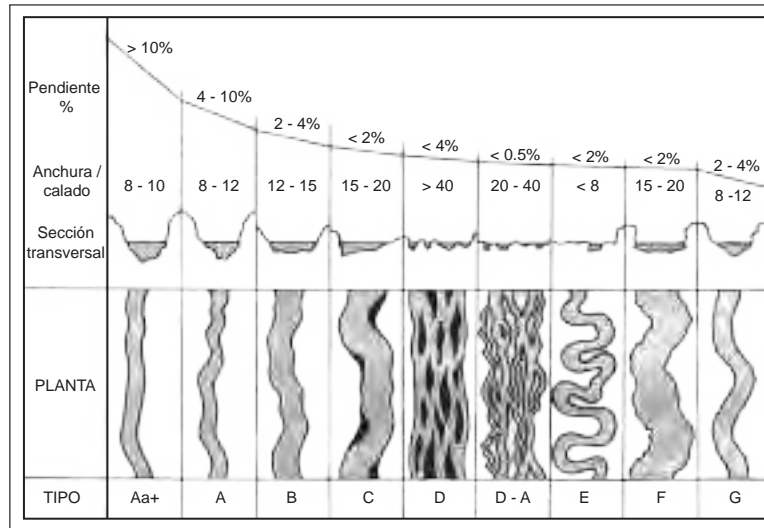 Pendiente
%
> 10%
4 - 10%
2 - 4%
< 2%
< 4%
< 0.5%
< 2%
< 2%
2 - 4%
Anchura /
calado
8 - 10
8 - 12
12 - 15
15 - 20
> 40
20 - 40
< 8
15 - 20
8 -12
Sección
transversal
PLANTA
TIPO
Aa+
A
B
C
D
D - A
E
F
G